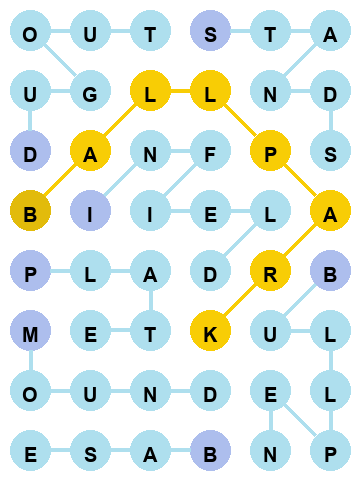 O U T S T A
U G L L N D
D A N F P S
B I I E L A
P L A D R B
M E T K U L
O U N D E L
E S A B N P